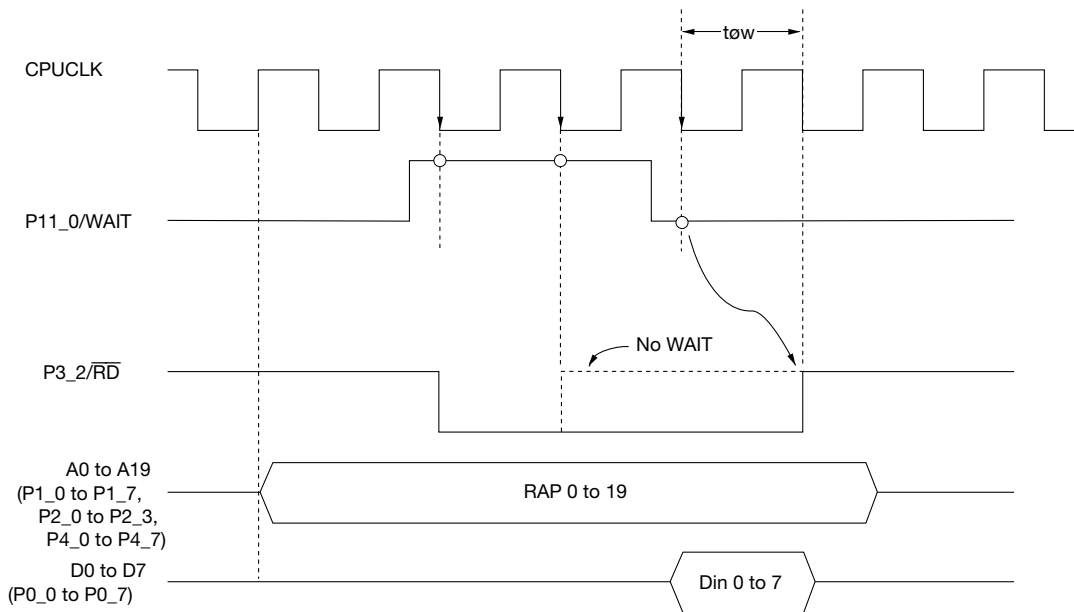 tøw
CPUCLK
P11_0/WAIT
No WAIT
P3_2/R̅D̅
A0 to A19
(P1_0 to P1_7,
P2_0 to P2_3,
P4_0 to P4_7)
RAP 0 to 19
D0 to D7
(P0_0 to P0_7)
Din 0 to 7